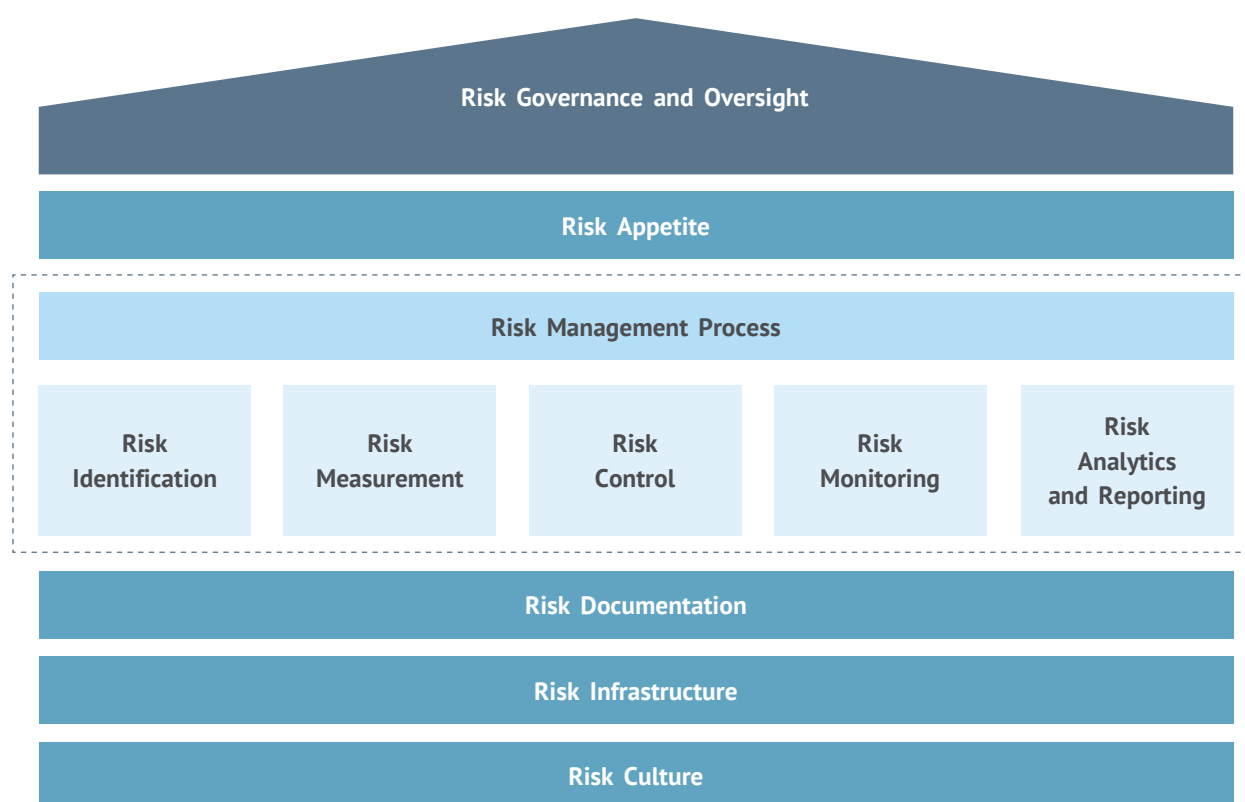 Risk Governance and Oversight
Risk Appetite
Risk Management Process
Risk
Identification
Risk
Measurement
Risk
Control
Risk
Monitoring
Risk
Analytics
and Reporting
Risk Documentation
Risk Infrastructure
Risk Culture